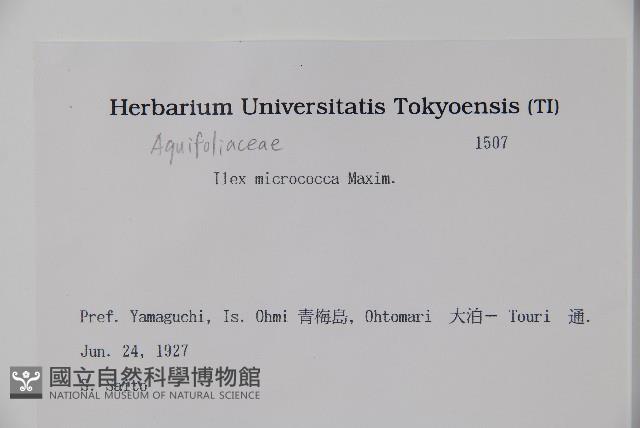 Herbarium Universitatis Tokyoensis (TI)
Aquifoliaceae 1507
Ilex micrococca Maxim.
Pref. Yamaguchi, Is. Ohmi 青梅島, Ohtomari 大泊ー Touri 通.
Jun. 24, 1927
S. Saito
國立自然科學博物館
NATIONAL MUSEUM OF NATURAL SCIENCE